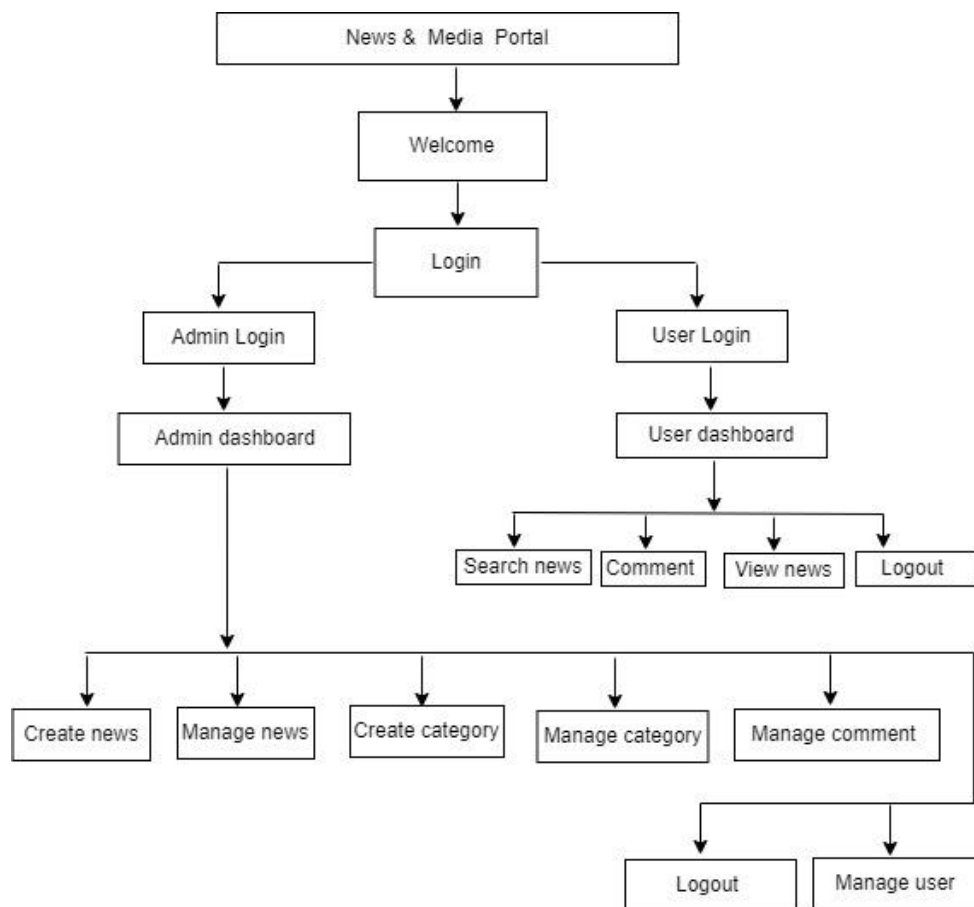 News & Media Portal
Welcome
Login
Admin Login
User Login
Admin dashboard
User dashboard
Search news
Comment
View news
Logout
Create news
Manage news
Create category
Manage category
Manage comment
Logout
Manage user